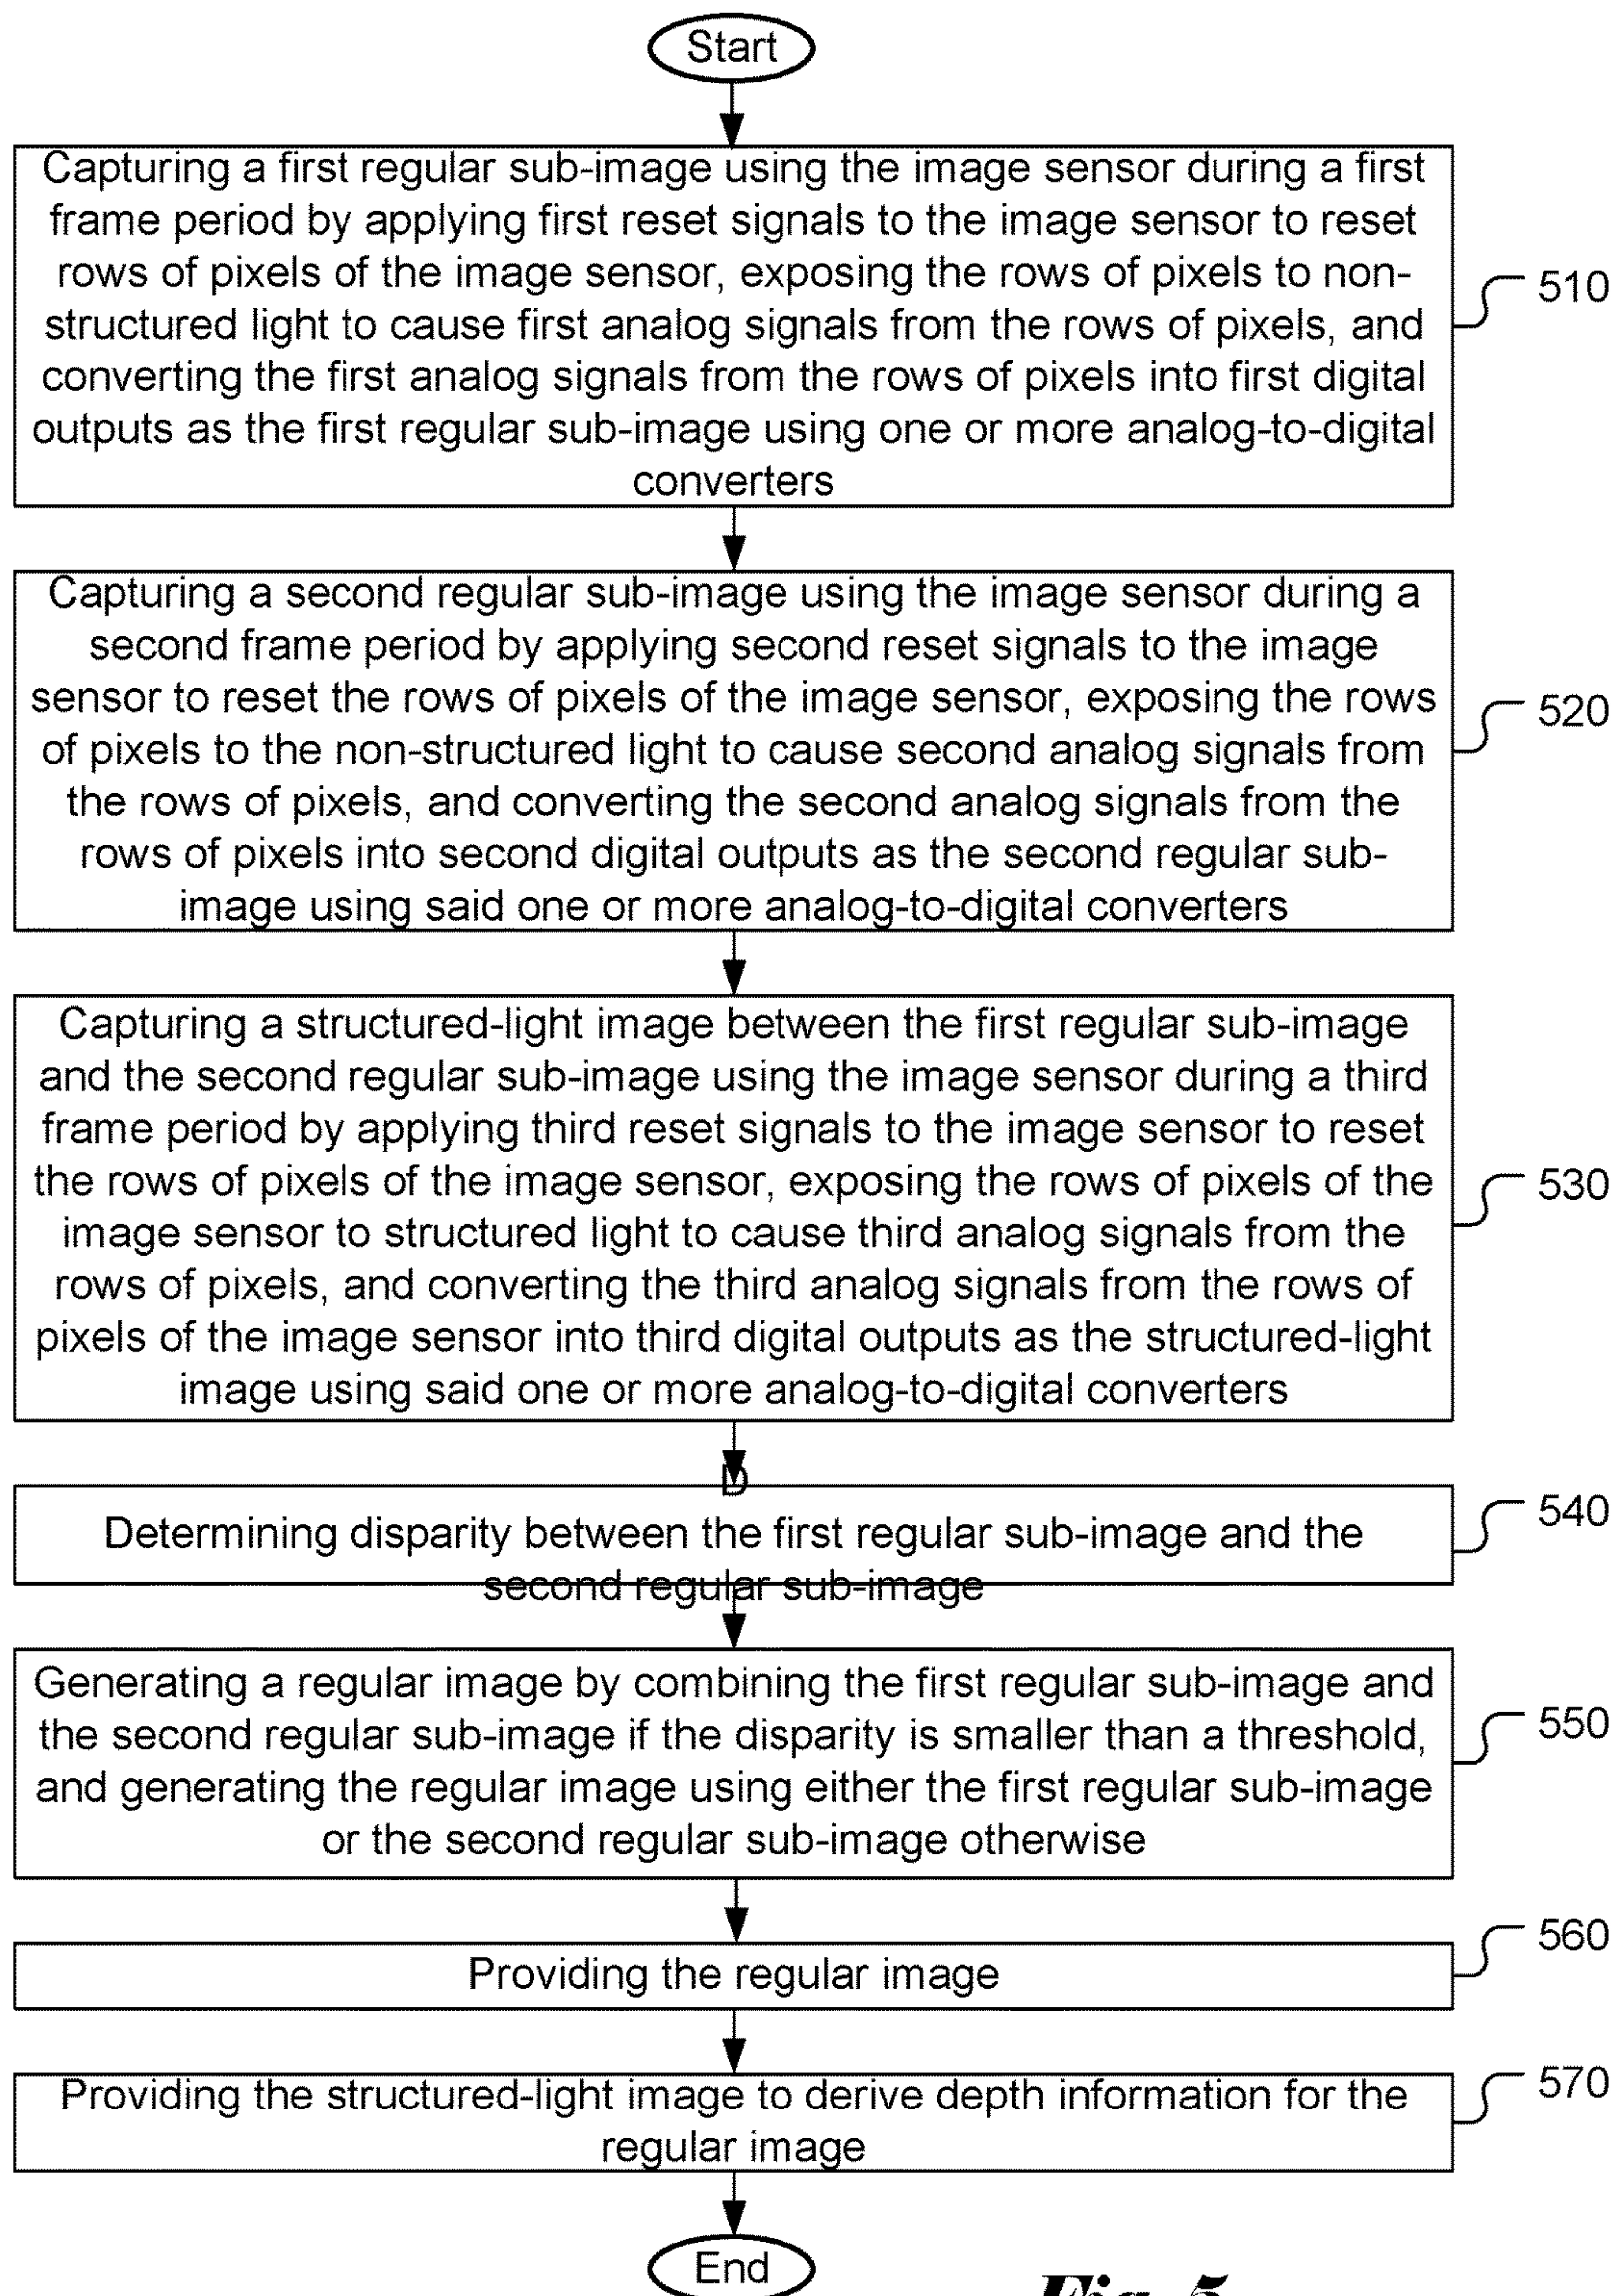 Start
Capturing a first regular sub-image using the image sensor during a first
frame period by applying first reset signals to the image sensor to reset
rows of pixels of the image sensor, exposing the rows of pixels to non-
structured light to cause first analog signals from the rows of pixels, and
converting the first analog signals from the rows of pixels into first digital
outputs as the first regular sub-image using one or more analog-to-digital
converters
510
Capturing a second regular sub-image using the image sensor during a
second frame period by applying second reset signals to the image
sensor to reset the rows of pixels of the image sensor, exposing the rows
of pixels to the non-structured light to cause second analog signals from
the rows of pixels, and converting the second analog signals from the
rows of pixels into second digital outputs as the second regular sub-
image using said one or more analog-to-digital converters
520
Capturing a structured-light image between the first regular sub-image
and the second regular sub-image using the image sensor during a third
frame period by applying third reset signals to the image sensor to reset
the rows of pixels of the image sensor, exposing the rows of pixels of the
image sensor to structured light to cause third analog signals from the
rows of pixels, and converting the third analog signals from the rows of
pixels of the image sensor into third digital outputs as the structured-light
image using said one or more analog-to-digital converters
530
D
Determining disparity between the first regular sub-image and the
second regular sub-image
540
Generating a regular image by combining the first regular sub-image and
the second regular sub-image if the disparity is smaller than a threshold,
and generating the regular image using either the first regular sub-image
or the second regular sub-image otherwise
550
Providing the regular image
560
Providing the structured-light image to derive depth information for the
regular image
570
End
Fig. 5